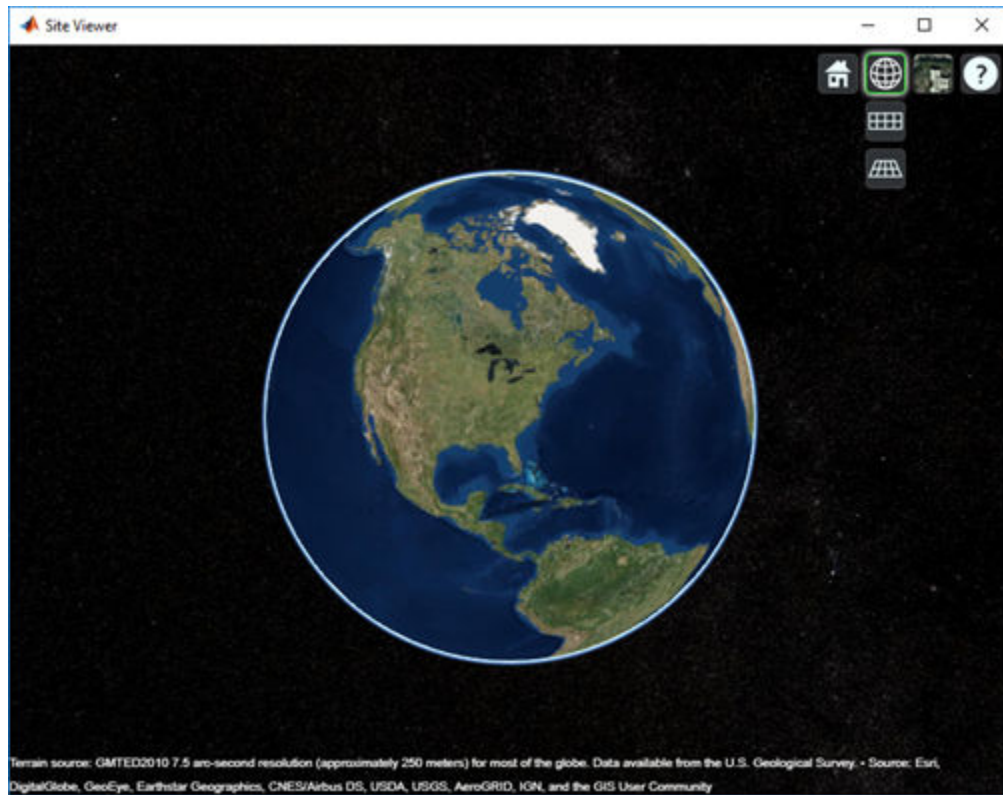 Site Viewer
?
Terrain source: GMTED2010 7.5 arc-second resolution (approximately 250 meters) for most of the globe. Data available from the U.S. Geological Survey. • Source: Esri,
DigitalGlobe, GeoEye, Earthstar Geographics, CNES/Airbus DS, USDA, USGS, AeroGRID, IGN, and the GIS User Community